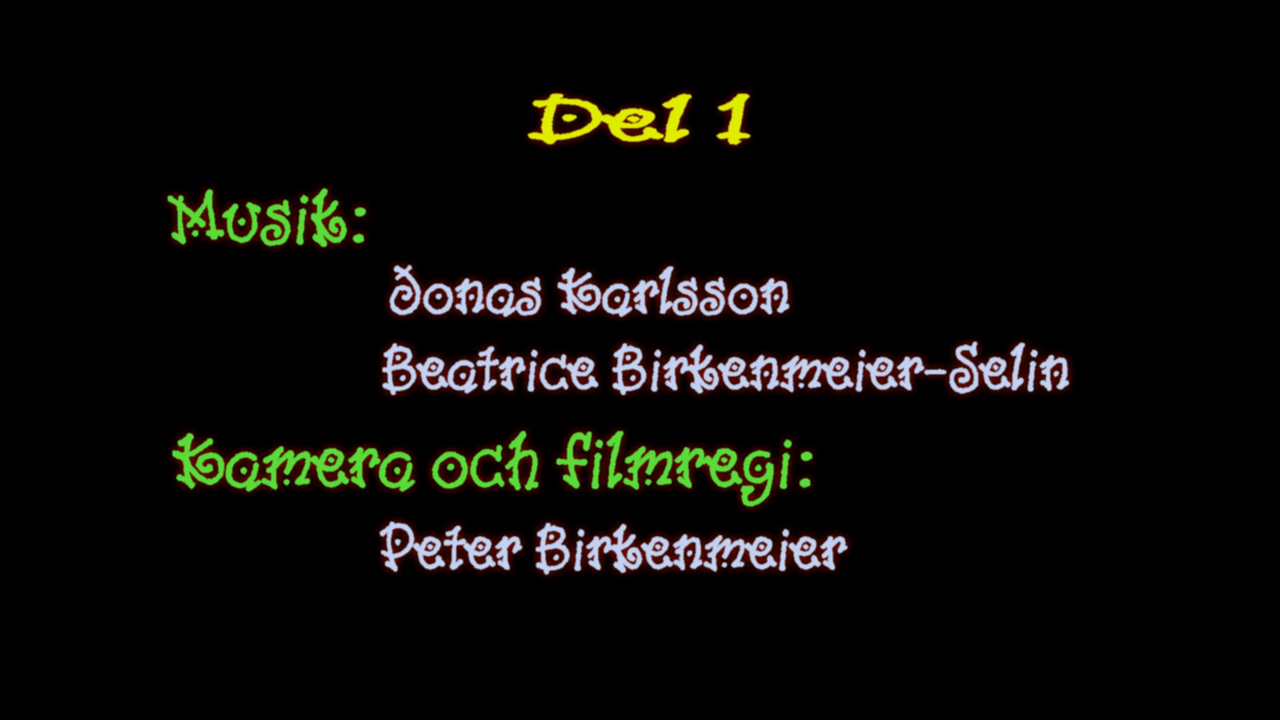 Del 1
Musik:
Jonas Karlsson
Beatrice Birkenmeier-Selin
Kamera och filmregi:
Peter Birkenmeier